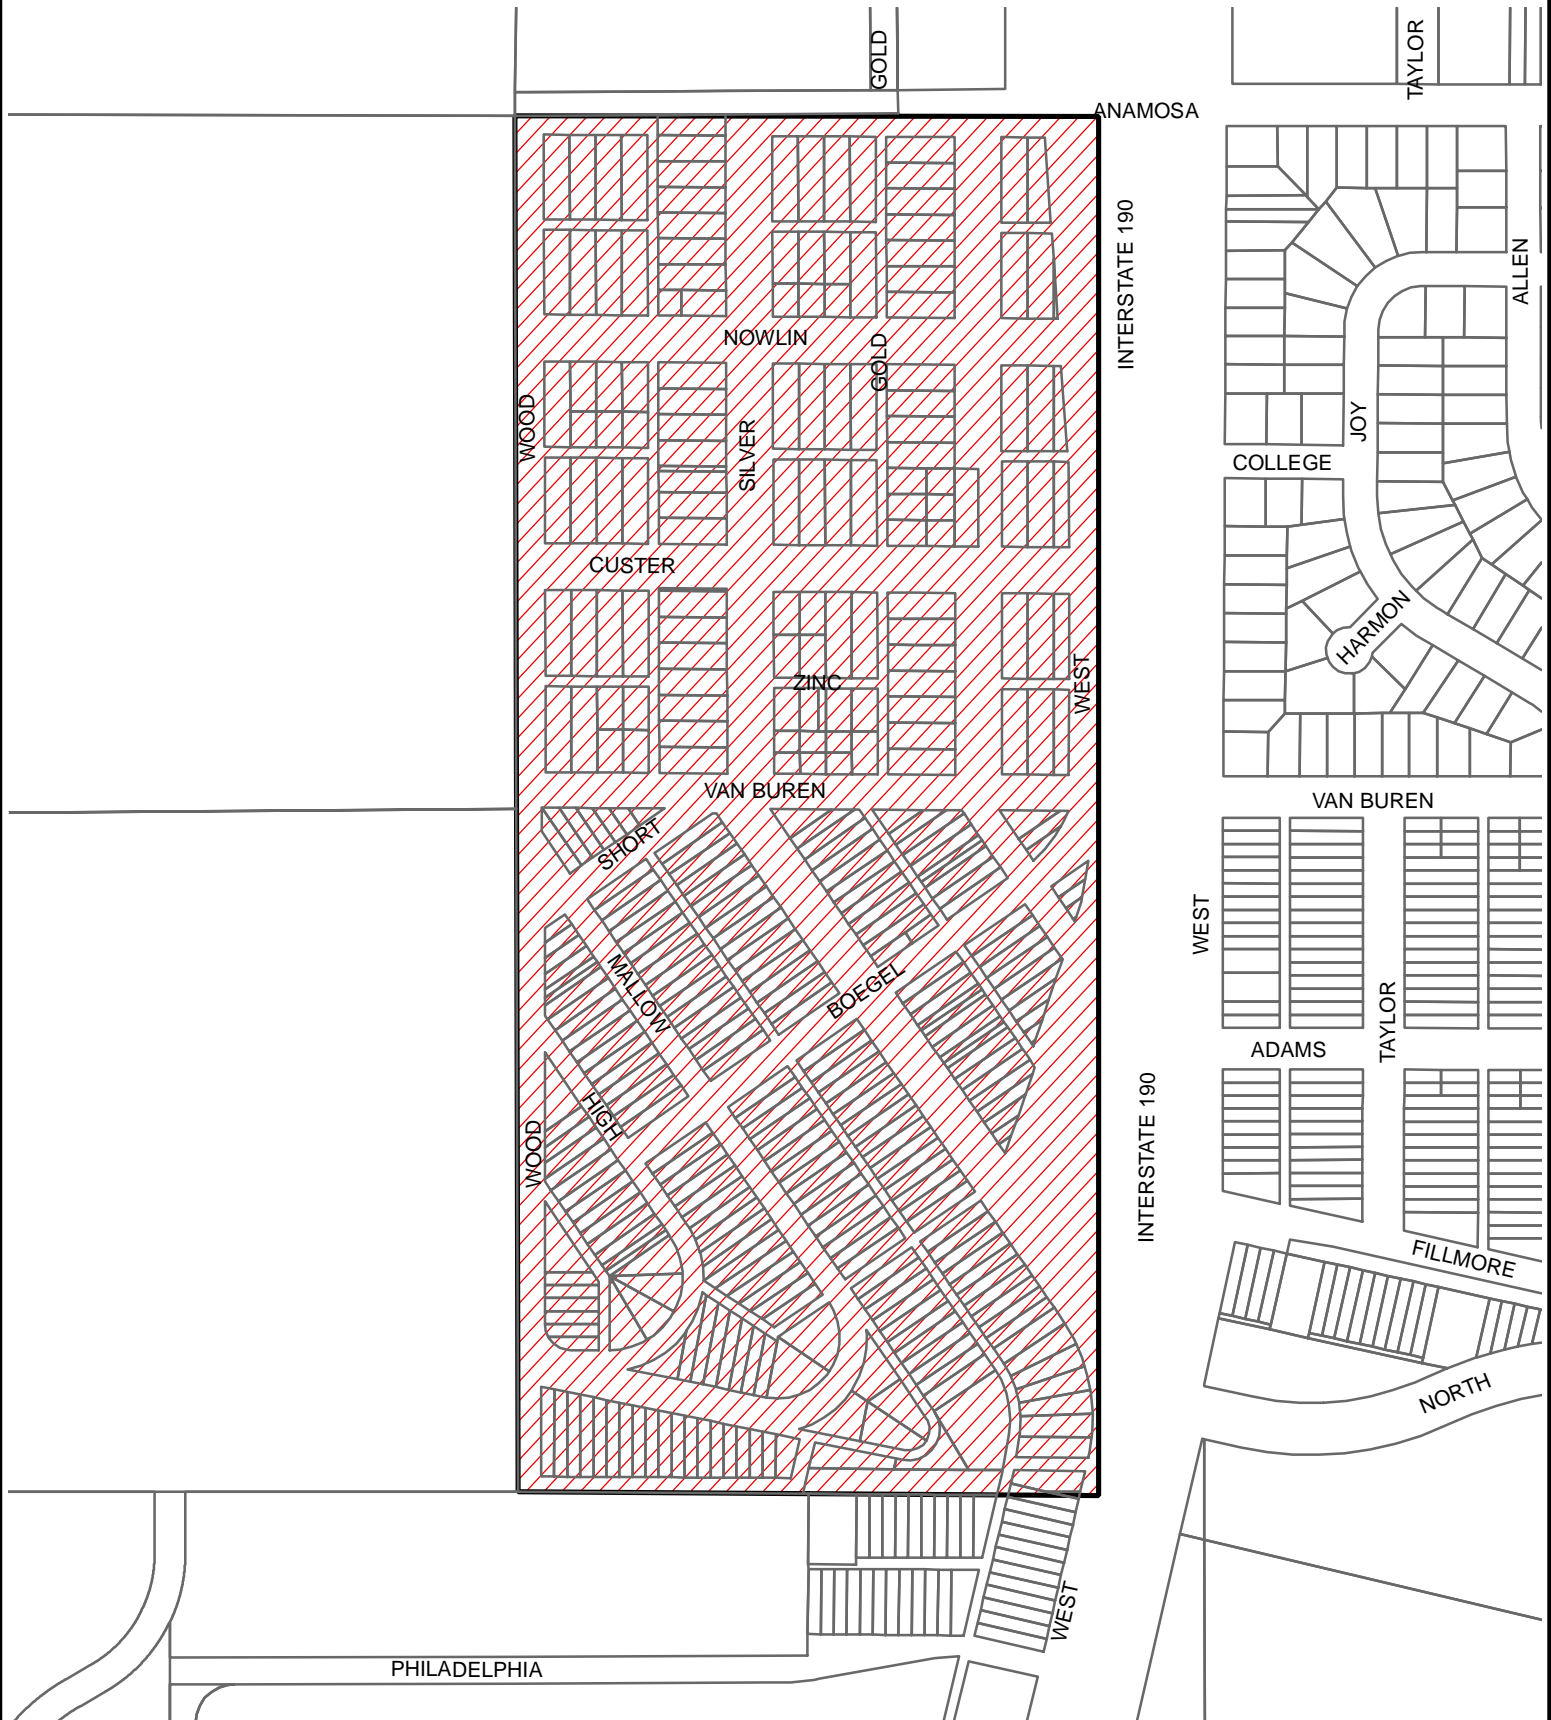 GOLD
TAYLOR
ANAMOSA
INTERSTATE 190
ALLEN
NOWLIN
GOLD
WOOD
SILVER
JOY
COLLEGE
CUSTER
HARMON
ZINC
WEST
VAN BUREN
VAN BUREN
SHORT
WEST
MALLOW
BOEGEL
TAYLOR
ADAMS
HIGH
WOOD
INTERSTATE 190
FILLMORE
NORTH
WEST
PHILADELPHIA